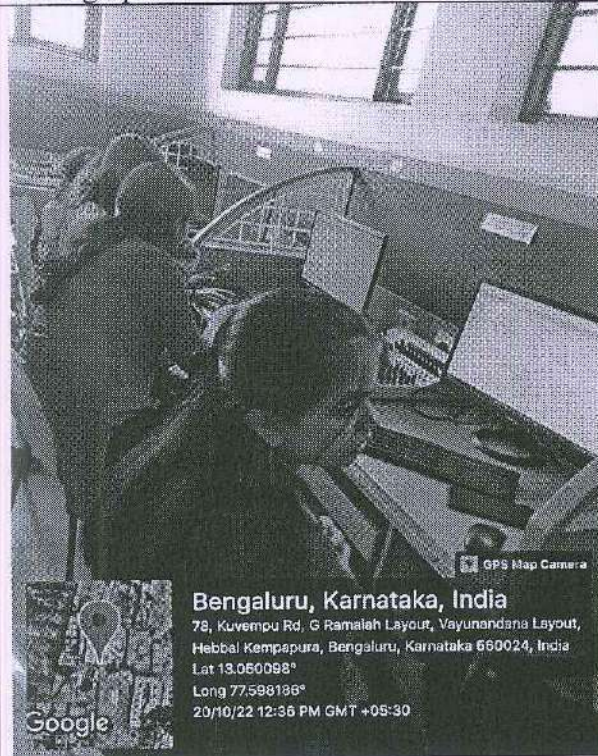 GPS Map Camera
Bengaluru, Karnataka, India
78, Kuvempu Rd, G Ramaiah Layout, Vayunandana Layout,
Hebbal Kempapura, Bengaluru, Karnataka 560024, India
Lat 13.050098°
Long 77.598186°
20/10/22 12:36 PM GMT +05:30
Google